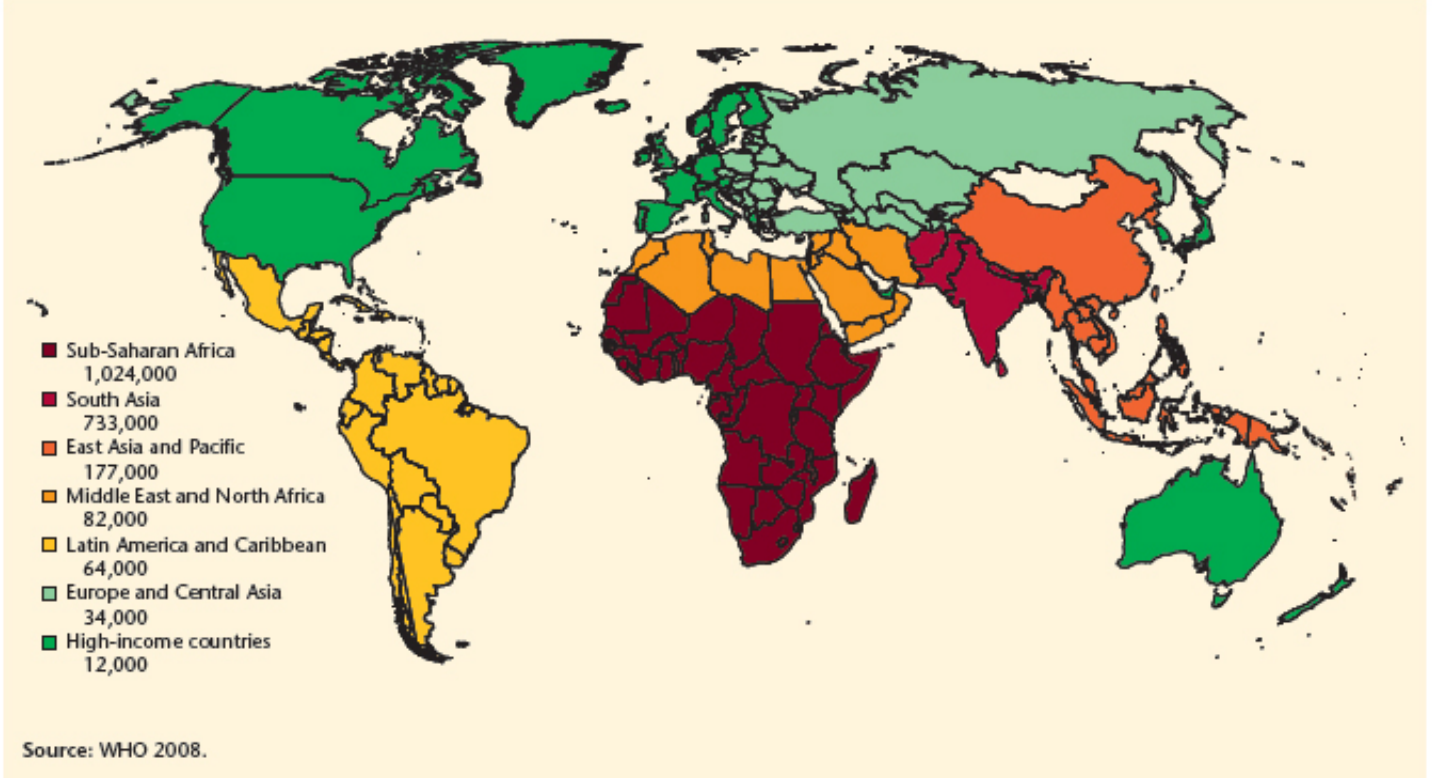 Sub-Saharan Africa
1,024,000
South Asia
733,000
East Asia and Pacific
177,000
Middle East and North Africa
82,000
Latin America and Caribbean
64,000
Europe and Central Asia
34,000
High-income countries
12,000
Source: WHO 2008.